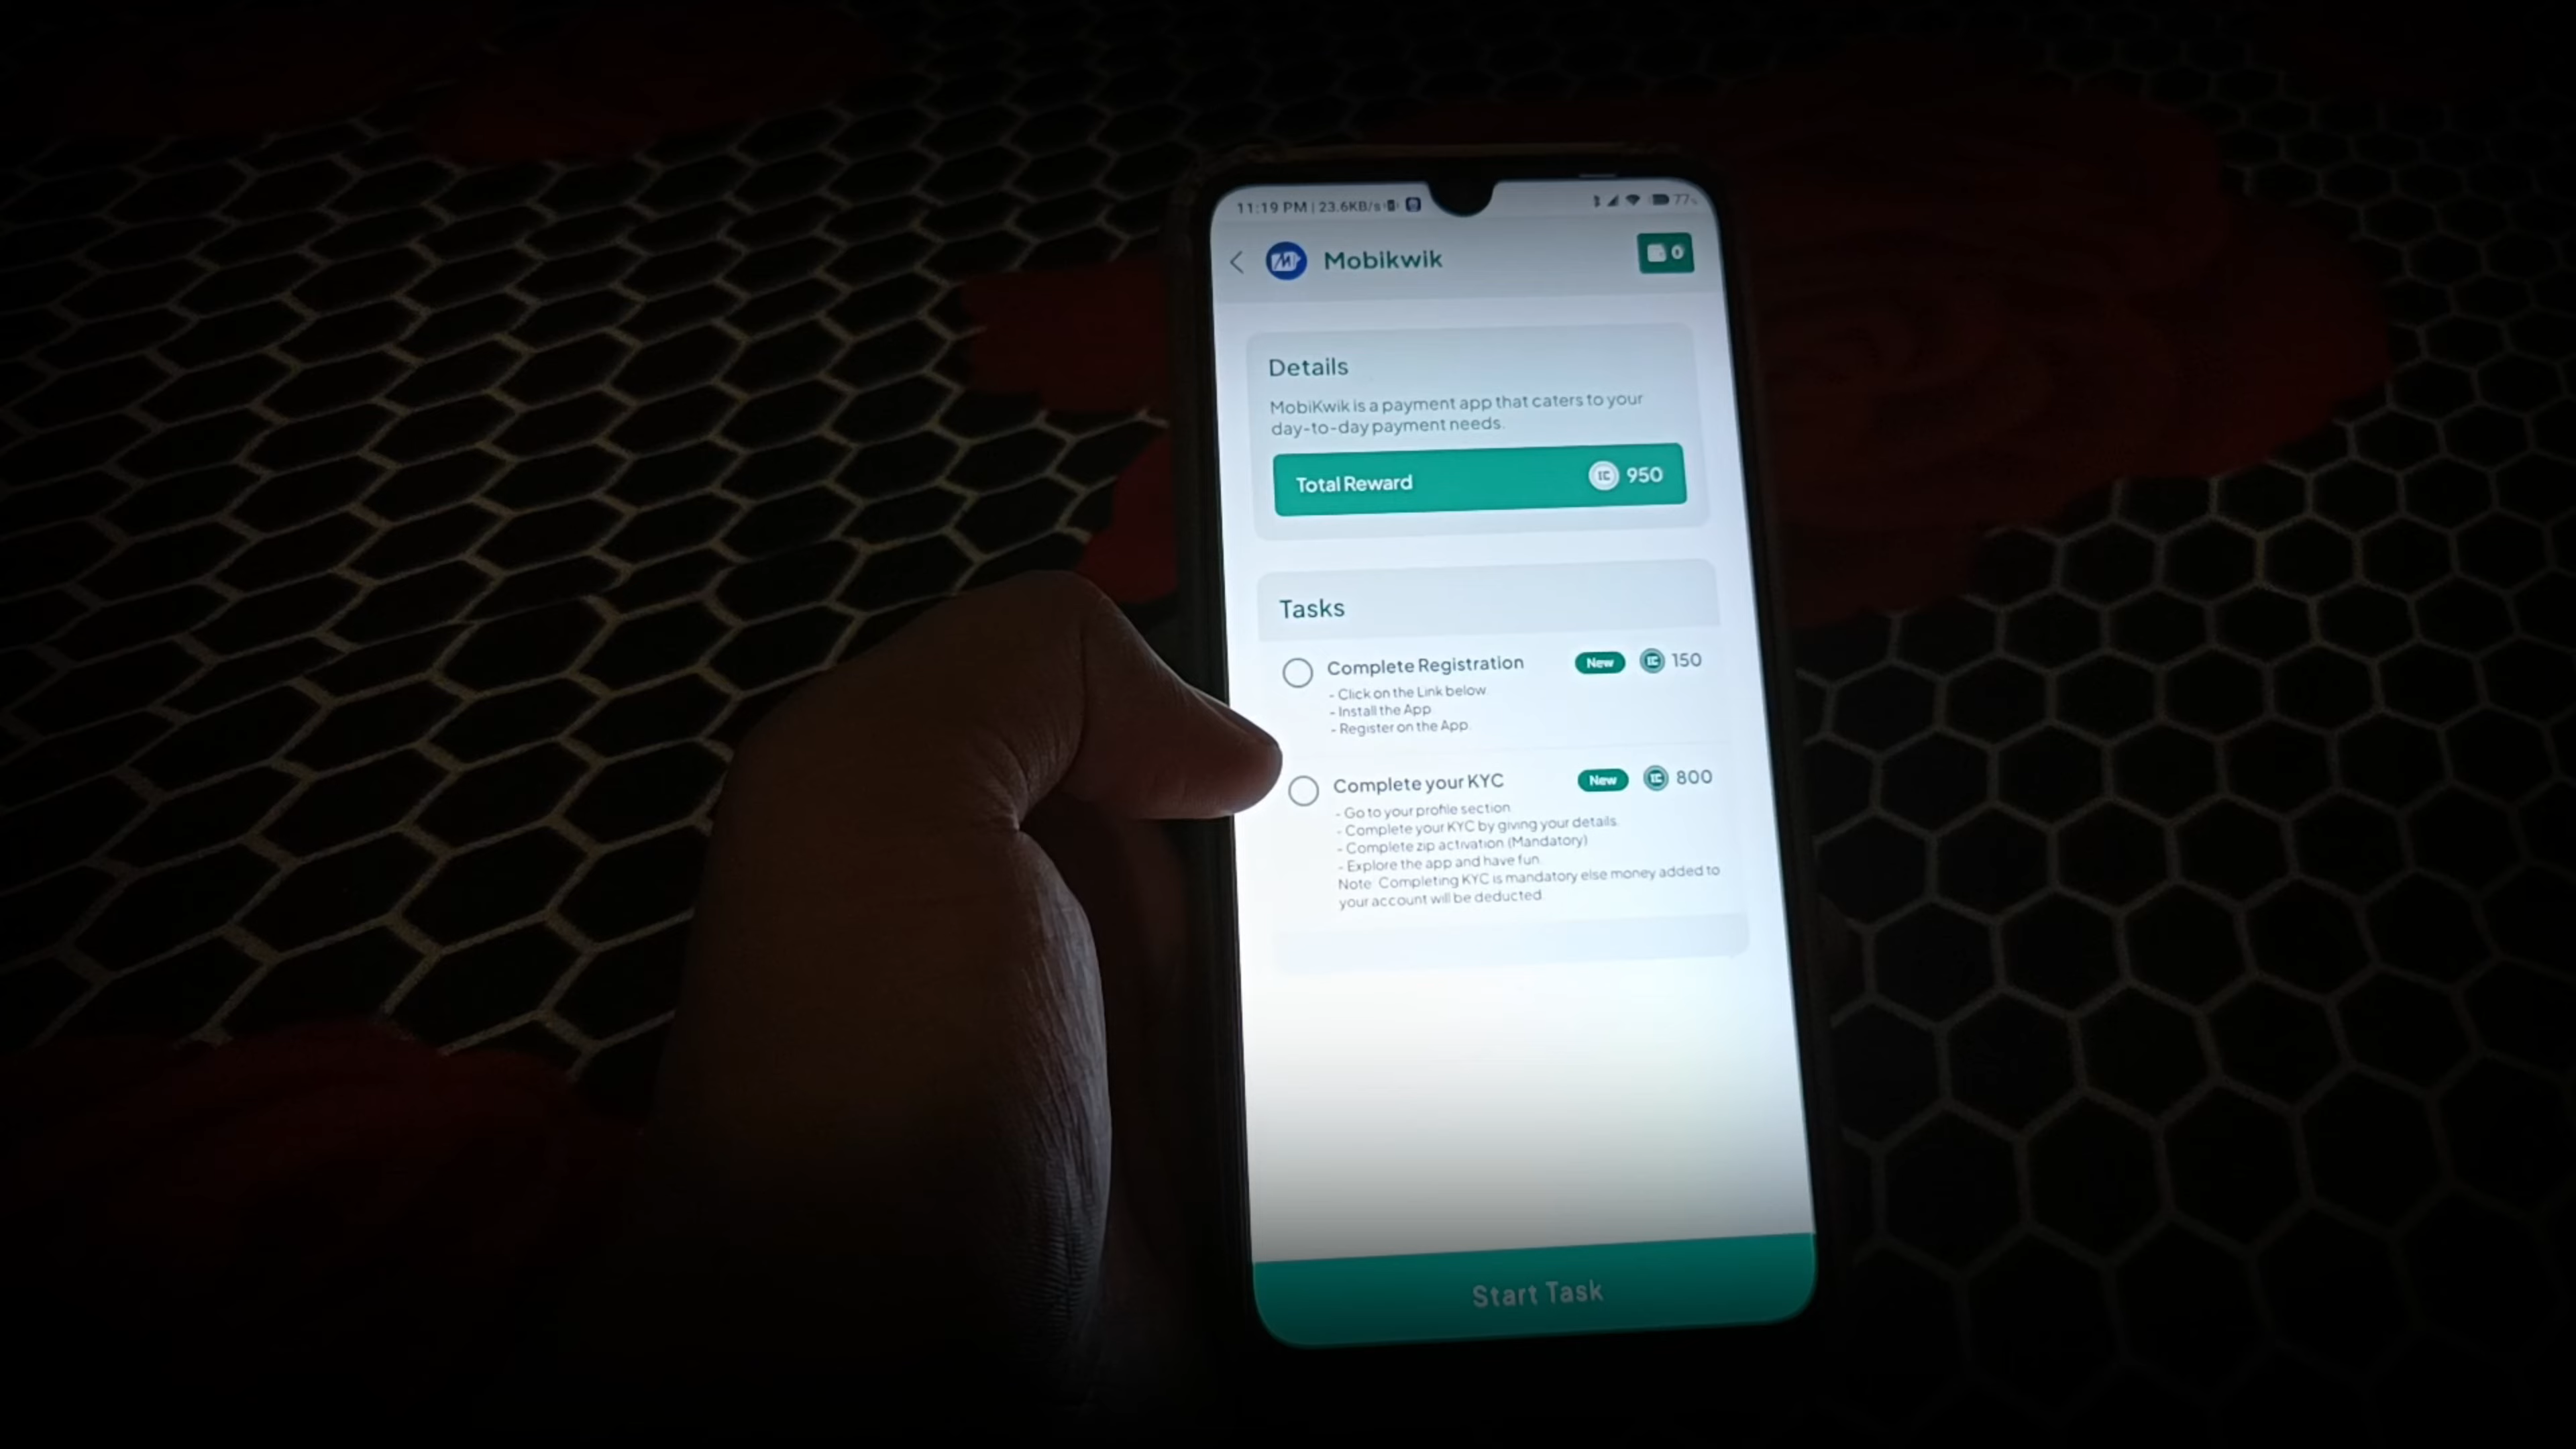 11:19 PM | 23.6KB/s
77
Mobikwik
0
Details
MobiKwik is a payment app that caters to your
day-to-day payment needs.
Total Reward
950
Tasks
Complete Registration
New
150
- Click on the Link below
- Install the App
- Register on the App.
Complete your KYC
New
800
- Go to your profile section
- Complete your KYC by giving your details.
- Complete zip activation (Mandatory)
- Explore the app and have fun.
Note: Completing KYC is mandatory else money added to
your account will be deducted
Start Task